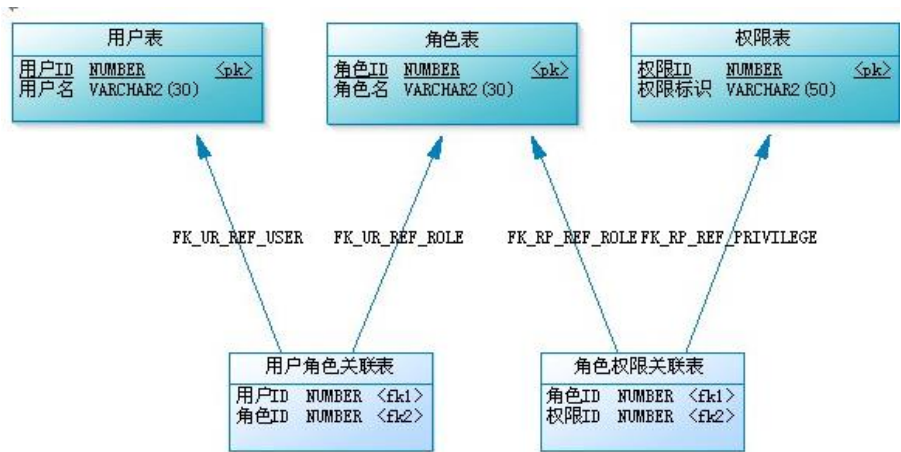 用户表
用户ID NUMBER <pk>
用户名 VARCHAR2(30)
角色表
角色ID NUMBER <pk>
角色名 VARCHAR2(30)
权限表
权限ID NUMBER <pk>
权限标识 VARCHAR2(50)
FK_UR_REF_USER
FK_UR_REF_ROLE
FK_RP_REF_ROLE
FK_RP_REF_PRIVILEGE
用户角色关联表
用户ID NUMBER <fk1>
角色ID NUMBER <fk2>
角色权限关联表
角色ID NUMBER <fk1>
权限ID NUMBER <fk2>